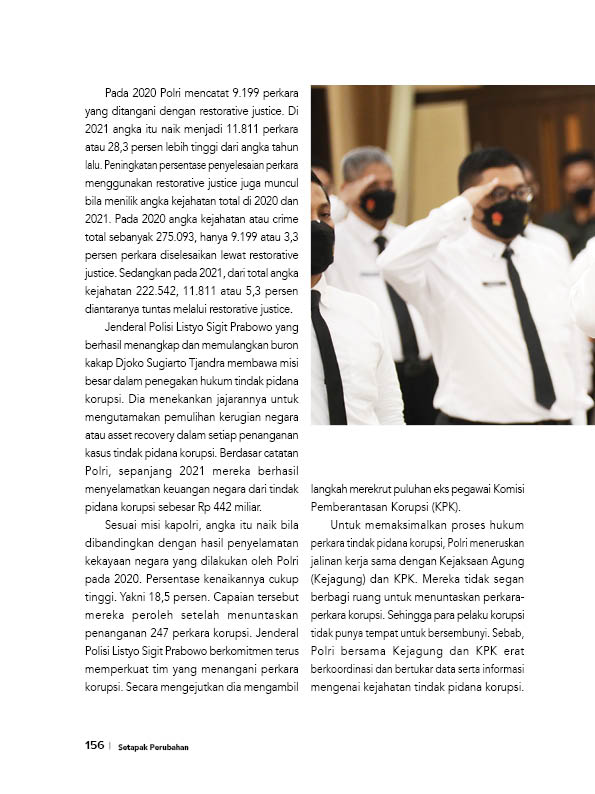 Pada 2020 Polri mencatat 9.199 perkara
yang ditangani dengan restorative justice. Di
2021 angka itu naik menjadi 11.811 perkara
atau 28,3 persen lebih tinggi dari angka tahun
lalu. Peningkatan persentase penyelesaian perkara
menggunakan restorative justice juga muncul
bila menilik angka kejahatan total di 2020 dan
2021. Pada 2020 angka kejahatan atau crime
total sebanyak 275.093, hanya 9.199 atau 3,3
persen perkara diselesaikan lewat restorative
justice. Sedangkan pada 2021, dari total angka
kejahatan 222.542, 11.811 atau 5,3 persen
diantaranya tuntas melalui restorative justice.
Jenderal Polisi Listyo Sigit Prabowo yang
berhasil menangkap dan memulangkan buron
kakap Djoko Sugiarto Tjandra membawa misi
besar dalam penegakan hukum tindak pidana
korupsi. Dia menekankan jajarannya untuk
mengutamakan pemulihan kerugian negara
atau asset recovery dalam setiap penanganan
kasus tindak pidana korupsi. Berdasar catatan
Polri, sepanjang 2021 mereka berhasil
menyelamatkan keuangan negara dari tindak
pidana korupsi sebesar Rp 442 miliar.
Sesuai misi kapolri, angka itu naik bila
dibandingkan dengan hasil penyelamatan
kekayaan negara yang dilakukan oleh Polri
pada 2020. Persentase kenaikannya cukup
tinggi. Yakni 18,5 persen. Capaian tersebut
mereka peroleh setelah menuntaskan
penanganan 247 perkara korupsi. Jenderal
Polisi Listyo Sigit Prabowo berkomitmen terus
memperkuat tim yang menangani perkara
korupsi. Secara mengejutkan dia mengambil
langkah merekrut puluhan eks pegawai Komisi
Pemberantasan Korupsi (KPK).
Untuk memaksimalkan proses hukum
perkara tindak pidana korupsi, Polri meneruskan
jalinan kerja sama dengan Kejaksaan Agung
(Kejagung) dan KPK. Mereka tidak segan
berbagi ruang untuk menuntaskan perkara-
perkara korupsi. Sehingga para pelaku korupsi
tidak punya tempat untuk bersembunyi. Sebab,
Polri bersama Kejagung dan KPK erat
berkoordinasi dan bertukar data serta informasi
mengenai kejahatan tindak pidana korupsi.
156 | Setapak Perubahan